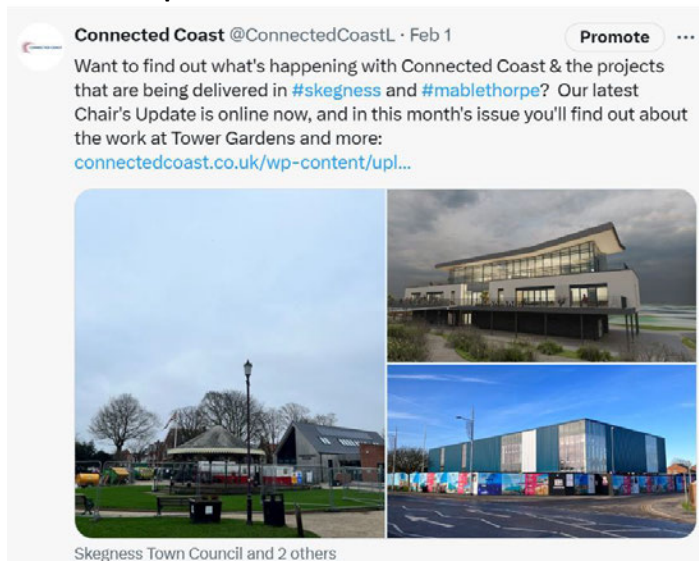 Connected Coast @ConnectedCoastL · Feb 1
Promote
Want to find out what's happening with Connected Coast & the projects
that are being delivered in #skegness and #mablethorpe? Our latest
Chair's Update is online now, and in this month's issue you'll find out about
the work at Tower Gardens and more:
connectedcoast.co.uk/wp-content/upl...
Skegness Town Council and 2 others